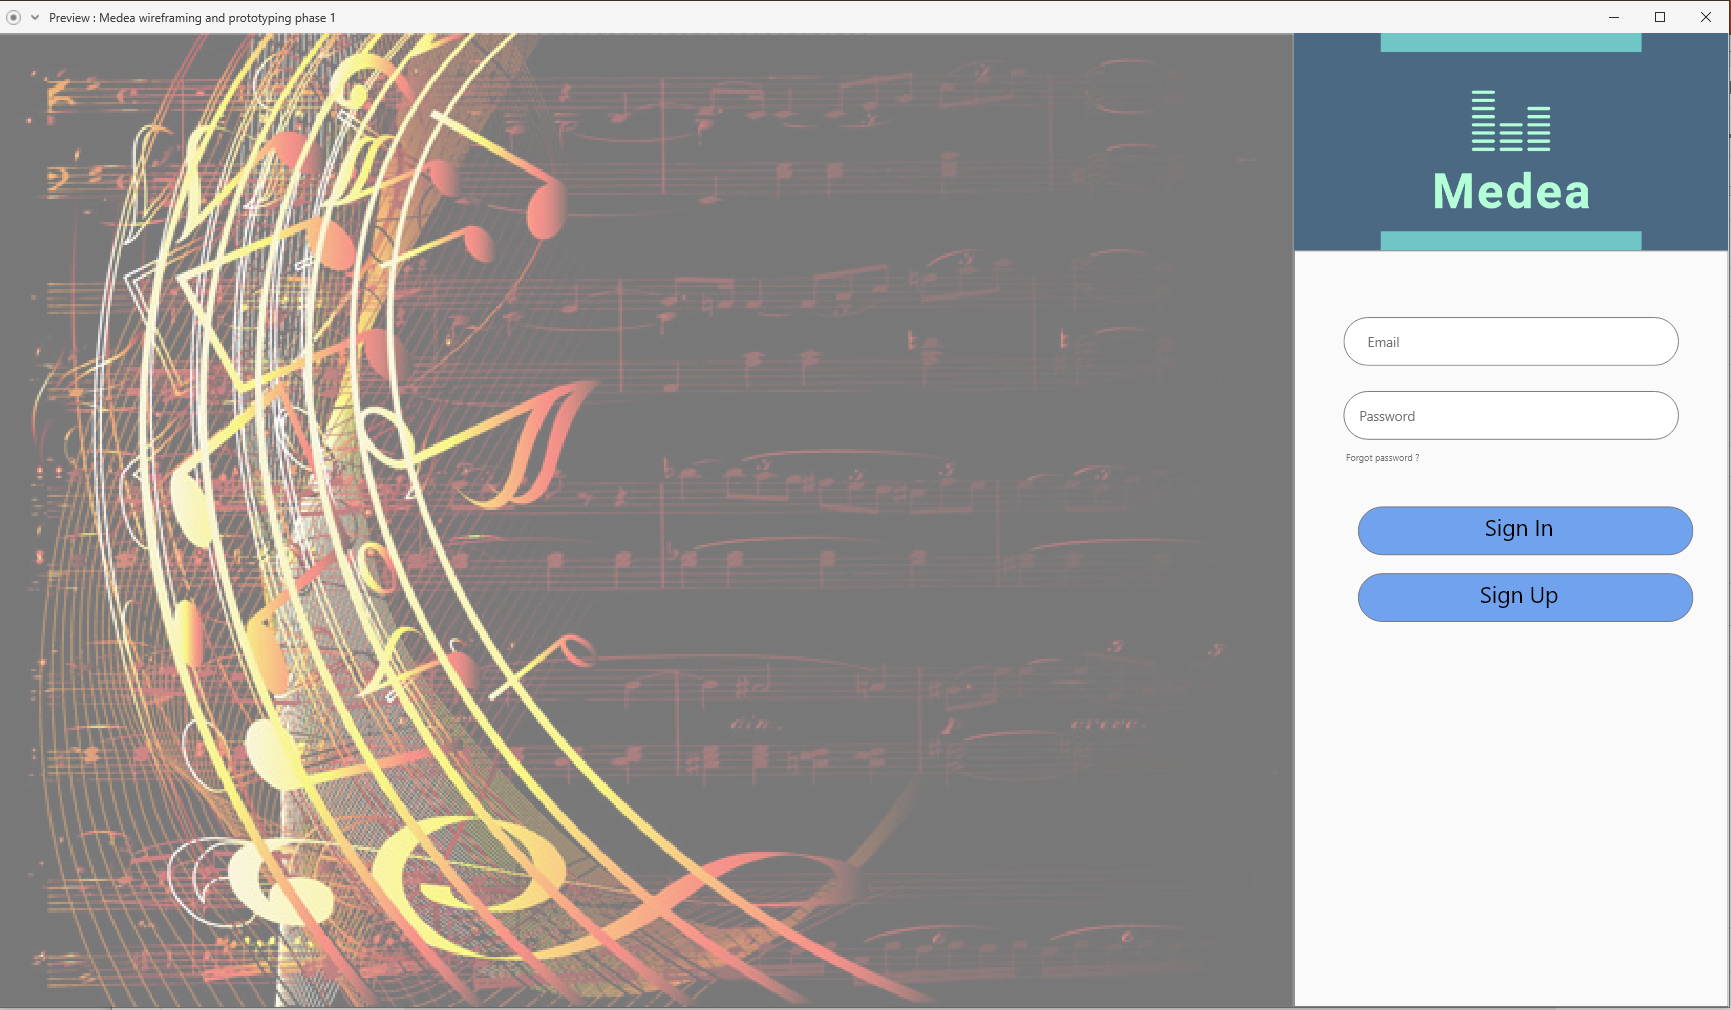 Preview : Medea wireframing and prototyping phase 1
Medea
Email
Password
Forgot password ?
Sign In
Sign Up